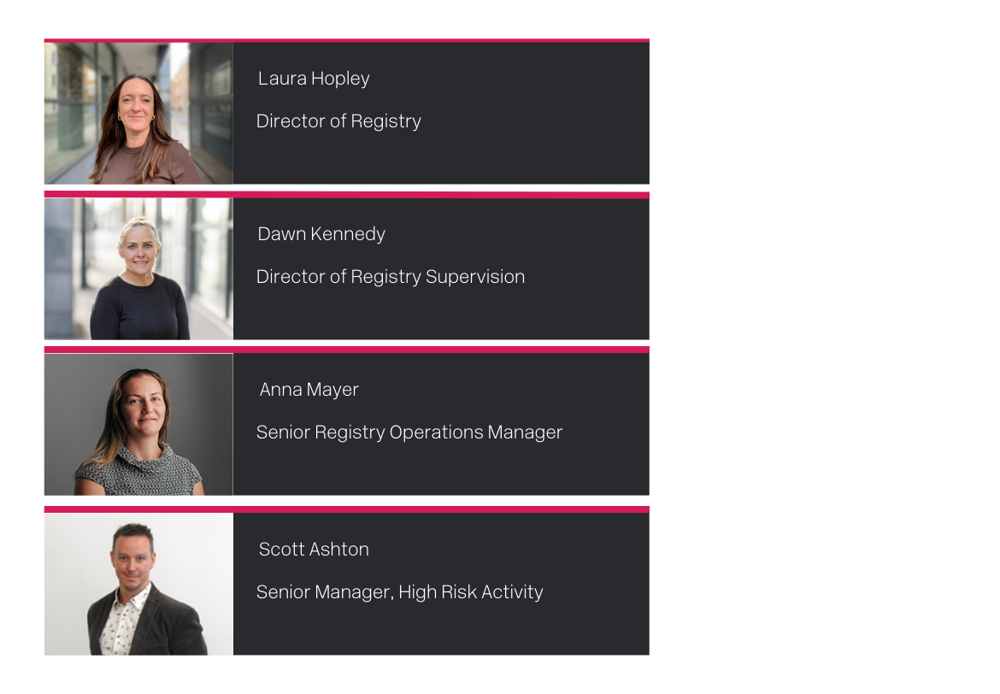 Laura Hopley
Director of Registry
Dawn Kennedy
Director of Registry Supervision
Anna Mayer
Senior Registry Operations Manager
Scott Ashton
Senior Manager, High Risk Activity